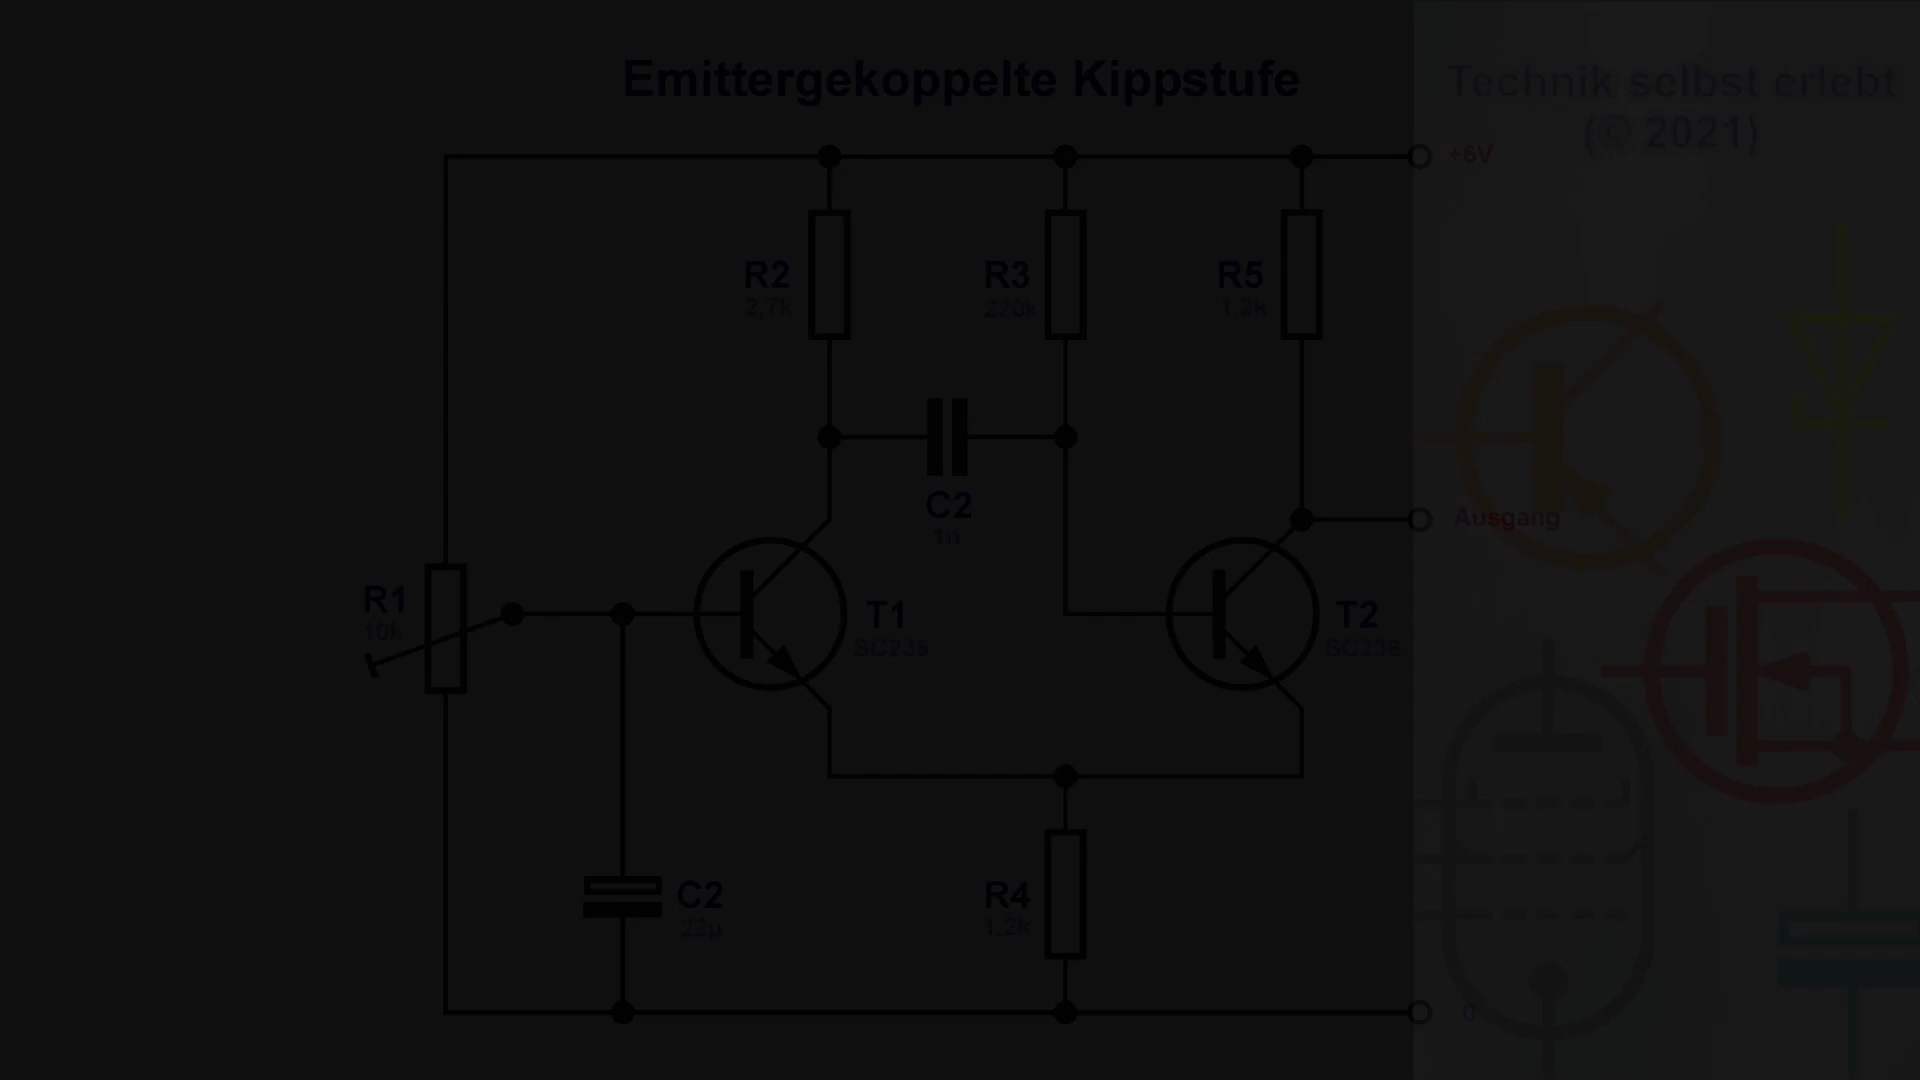 Emittergekoppelte Kippstufe
Technik selbst erlebt
(© 2021)
+6V
R2
2,7k
R3
220k
R5
1,2k
C2
1n
Ausgang
R1
10k
T1
SC236
T2
SC236
C2
22µ
R4
1,2k
0